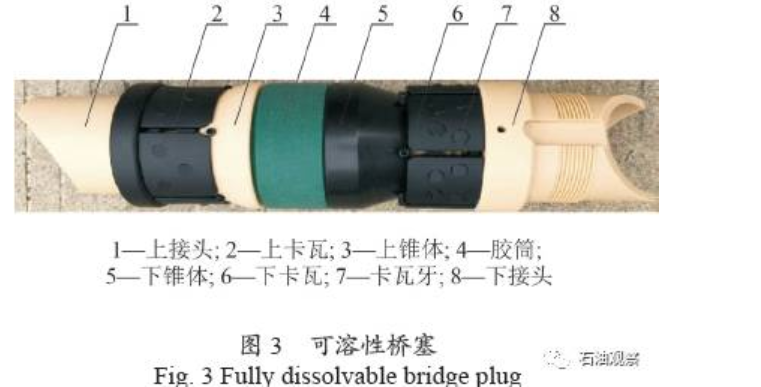 1 2 3 4 5 6 7 8
1—上接头; 2—上卡瓦; 3—上锥体; 4—胶筒;
5—下锥体; 6—下卡瓦; 7—卡瓦牙; 8—下接头
图 3 可溶性桥塞
石油观察
Fig. 3 Fully dissolvable bridge plug